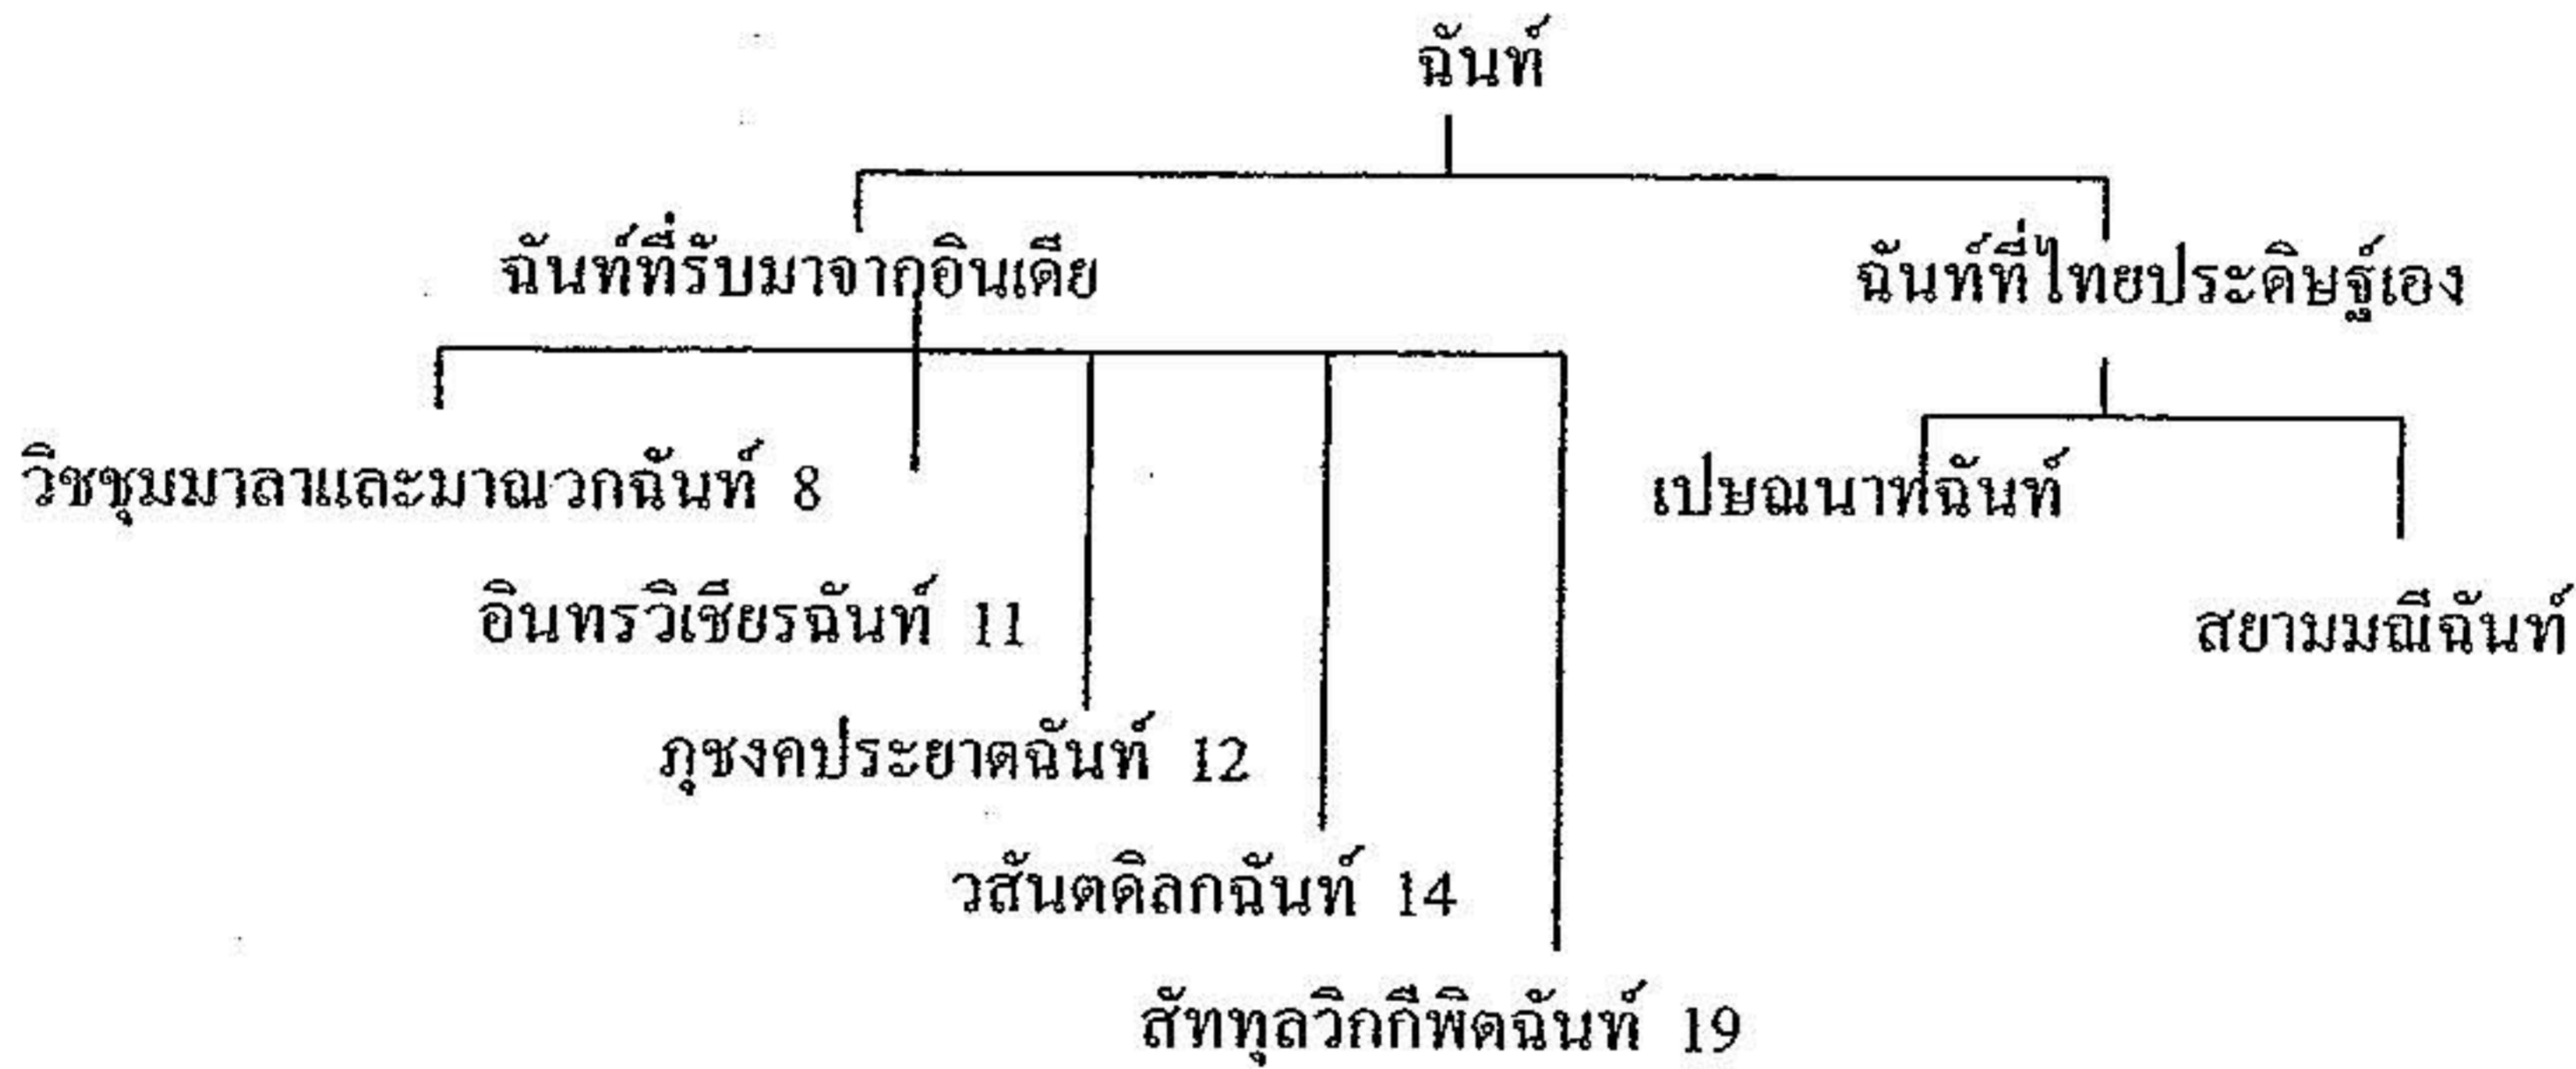 ฉันท์
ฉันท์ที่รับมาจากอินเดีย
ฉันท์ที่ไทยประดิษฐ์เอง
วิชชุมมาลาและมาณวกฉันท์ 8
เปษณนาทฉันท์
อินทรวิเชียรฉันท์ 11
สยามมณีฉันท์
ภุชงคประยาตฉันท์ 12
วสันตดิลกฉันท์ 14
สัททุลวิกกีพิตฉันท์ 19